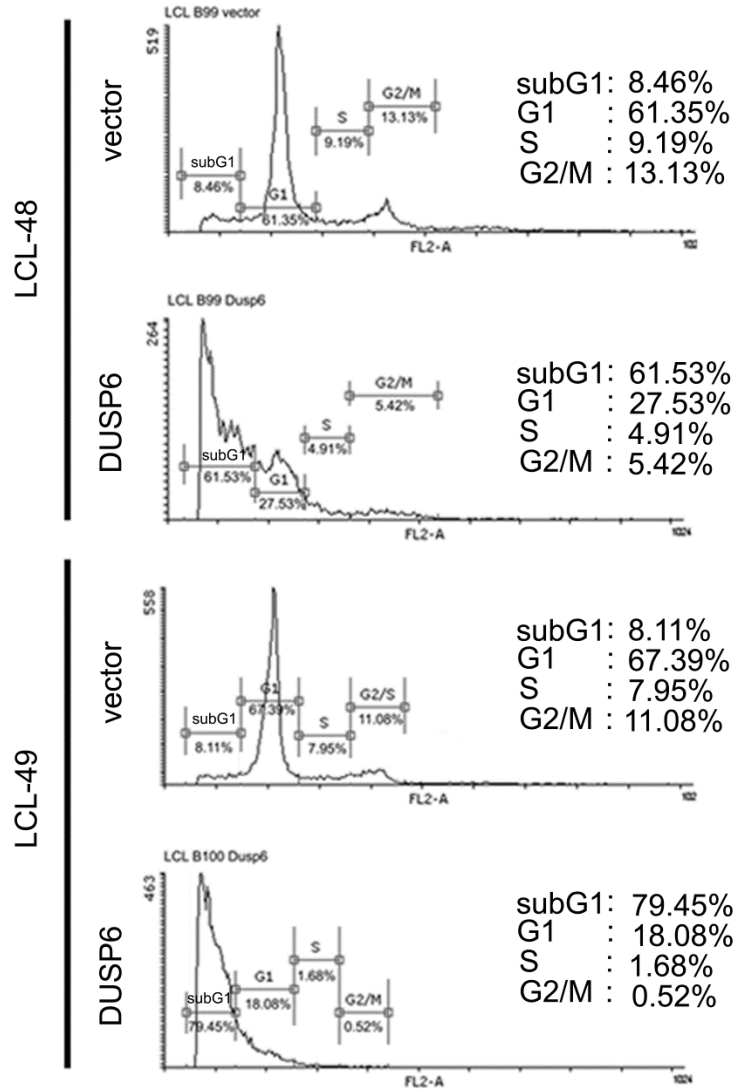 LCL-48
vector
LCL B99 vector
519
subG1
8.46%
G1
61.35%
S
9.19%
G2/M
13.13%
FL2-A
102
subG1: 8.46%
G1 : 61.35%
S : 9.19%
G2/M : 13.13%
DUSP6
LCL B99 Dusp6
264
subG1
61.53%
G1
27.53%
S
4.91%
G2/M
5.42%
FL2-A
1024
subG1: 61.53%
G1 : 27.53%
S : 4.91%
G2/M : 5.42%
LCL-49
vector
558
subG1
8.11%
G1
67.39%
S
7.95%
G2/S
11.08%
FL2-A
102
subG1: 8.11%
G1 : 67.39%
S : 7.95%
G2/M : 11.08%
DUSP6
LCL B100 Dusp6
463
subG1
79.45%
G1
18.08%
S
1.68%
G2/M
0.52%
FL2-A
1024
subG1: 79.45%
G1 : 18.08%
S : 1.68%
G2/M : 0.52%